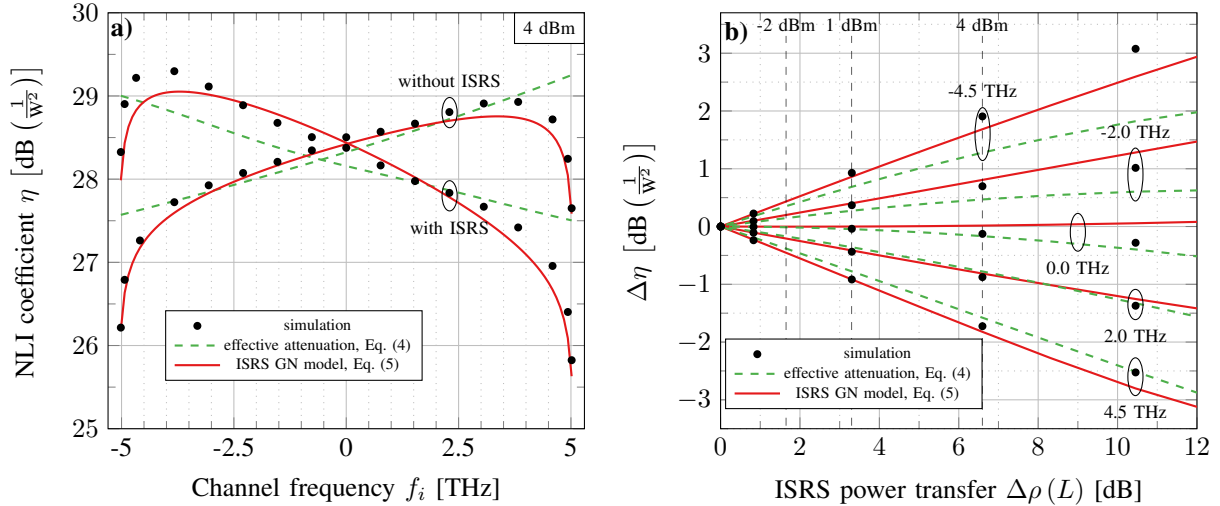 a)
4 dBm
30
29
28
27
26
25
-5
-2.5
0
2.5
5
NLI coefficient η [dB (1/W²)]
Channel frequency f_i [THz]
without ISRS
with ISRS
simulation
effective attenuation, Eq. (4)
ISRS GN model, Eq. (5)
b)
-2 dBm
1 dBm
4 dBm
3
2
1
0
−1
−2
−3
0
2
4
6
8
10
12
Δη [dB (1/W²)]
ISRS power transfer Δρ (L) [dB]
-4.5 THz
-2.0 THz
0.0 THz
2.0 THz
4.5 THz
simulation
effective attenuation, Eq. (4)
ISRS GN model, Eq. (5)